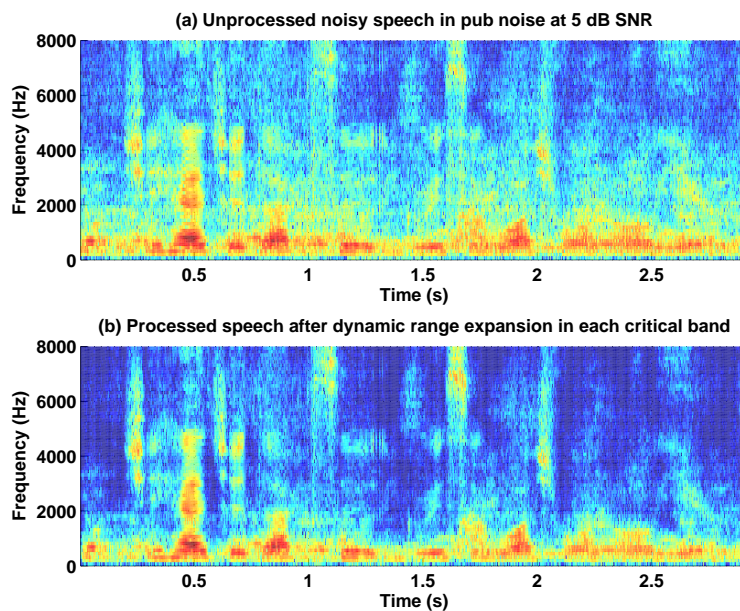 (a) Unprocessed noisy speech in pub noise at 5 dB SNR
8000
6000
4000
2000
0
Frequency (Hz)
0.5 1 1.5 2 2.5
Time (s)
(b) Processed speech after dynamic range expansion in each critical band
8000
6000
4000
2000
0
Frequency (Hz)
0.5 1 1.5 2 2.5
Time (s)